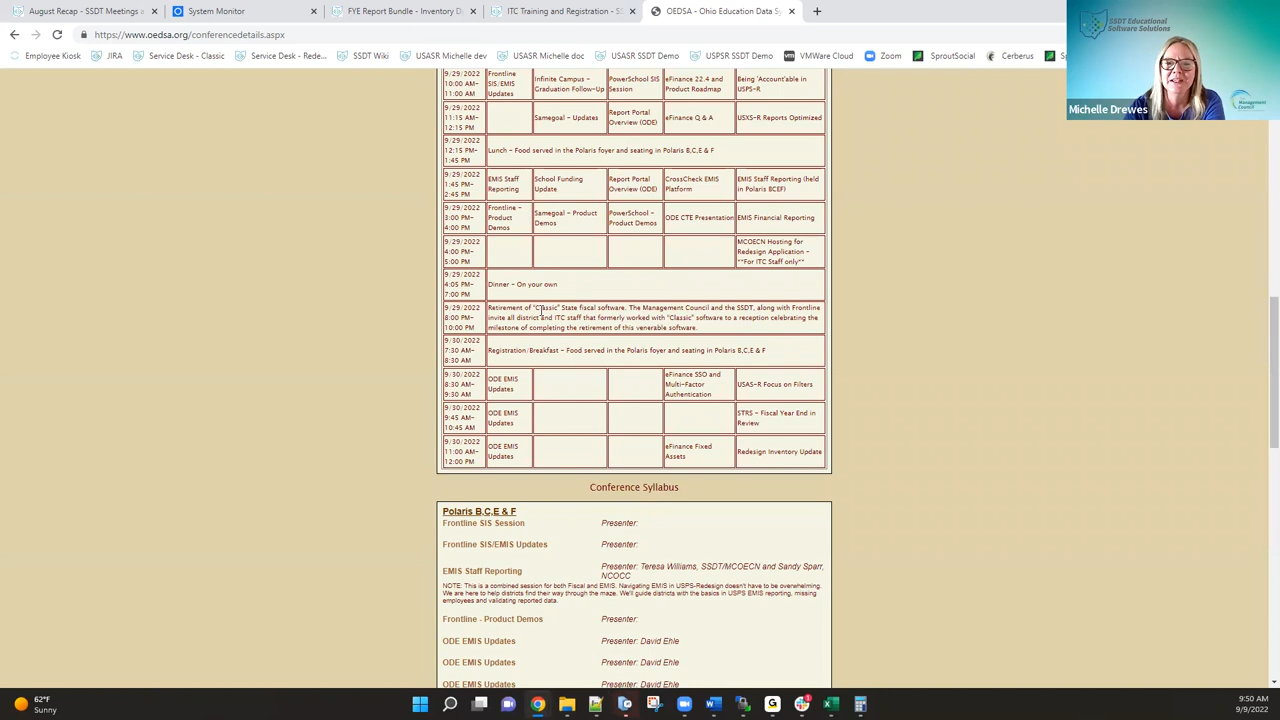 August Recap - SSDT Meetings a
System Monitor
FYE Report Bundle - Inventory D
ITC Training and Registration - SS
OEDSA - Ohio Education Data Sy
https://www.oedsa.org/conferencedetails.aspx
Employee Kiosk
JIRA
Service Desk - Classic
Service Desk - Rede...
SSDT Wiki
USASR Michelle dev
USASR Michelle doc
USASR SSDT Demo
USPSR SSDT Demo
VMWare Cloud
Zoom
SproutSocial
Cerberus
SSDT Educational
Software Solutions
Michelle Drewes
Management
Council
9/29/2022
10:00 AM-
11:00 AM
Frontline
SIS/EMIS
Updates
Infinite Campus -
Graduation Follow-Up
PowerSchool SIS
Session
eFinance 22.4 and
Product Roadmap
Being 'Account'able in
USPS-R
9/29/2022
11:15 AM-
12:15 PM
Samegoal - Updates
Report Portal
Overview (ODE)
eFinance Q & A
USXS-R Reports Optimized
9/29/2022
12:15 PM-
1:45 PM
Lunch - Food served in the Polaris foyer and seating in Polaris B,C,E & F
9/29/2022
1:45 PM-
2:45 PM
EMIS Staff
Reporting
School Funding
Update
Report Portal
Overview (ODE)
CrossCheck EMIS
Platform
EMIS Staff Reporting (held
in Polaris BCEF)
9/29/2022
3:00 PM-
4:00 PM
Frontline -
Product
Demos
Samegoal - Product
Demos
PowerSchool -
Product Demos
ODE CTE Presentation
EMIS Financial Reporting
9/29/2022
4:00 PM-
5:00 PM
MCOECN Hosting for
Redesign Application -
**For ITC Staff only**
9/29/2022
4:05 PM-
7:00 PM
Dinner - On your own
9/29/2022
8:00 PM-
10:00 PM
Retirement of "Classic" State fiscal software. The Management Council and the SSDT, along with Frontline
invite all district and ITC staff that formerly worked with "Classic" software to a reception celebrating the
milestone of completing the retirement of this venerable software.
9/30/2022
7:30 AM-
8:30 AM
Registration/Breakfast - Food served in the Polaris foyer and seating in Polaris B,C,E & F
9/30/2022
8:30 AM-
9:30 AM
ODE EMIS
Updates
eFinance SSO and
Multi-Factor
Authentication
USAS-R Focus on Filters
9/30/2022
9:45 AM-
10:45 AM
ODE EMIS
Updates
STRS - Fiscal Year End in
Review
9/30/2022
11:00 AM-
12:00 PM
ODE EMIS
Updates
eFinance Fixed
Assets
Redesign Inventory Update
Conference Syllabus
Polaris B,C,E & F
Frontline SIS Session Presenter:
Frontline SIS/EMIS Updates Presenter:
EMIS Staff Reporting Presenter: Teresa Williams, SSDT/MCOECN and Sandy Sparr,
NCOCC
NOTE: This is a combined session for both Fiscal and EMIS. Navigating EMIS in USPS-Redesign doesn't have to be overwhelming.
We are here to help districts find their way through the maze. We'll guide districts with the basics in USPS EMIS reporting, missing
employees and validating reported data.
Frontline - Product Demos Presenter:
ODE EMIS Updates Presenter: David Ehle
ODE EMIS Updates Presenter: David Ehle
ODE EMIS Updates Presenter: David Ehle
62°F
Sunny
9:50 AM
9/9/2022